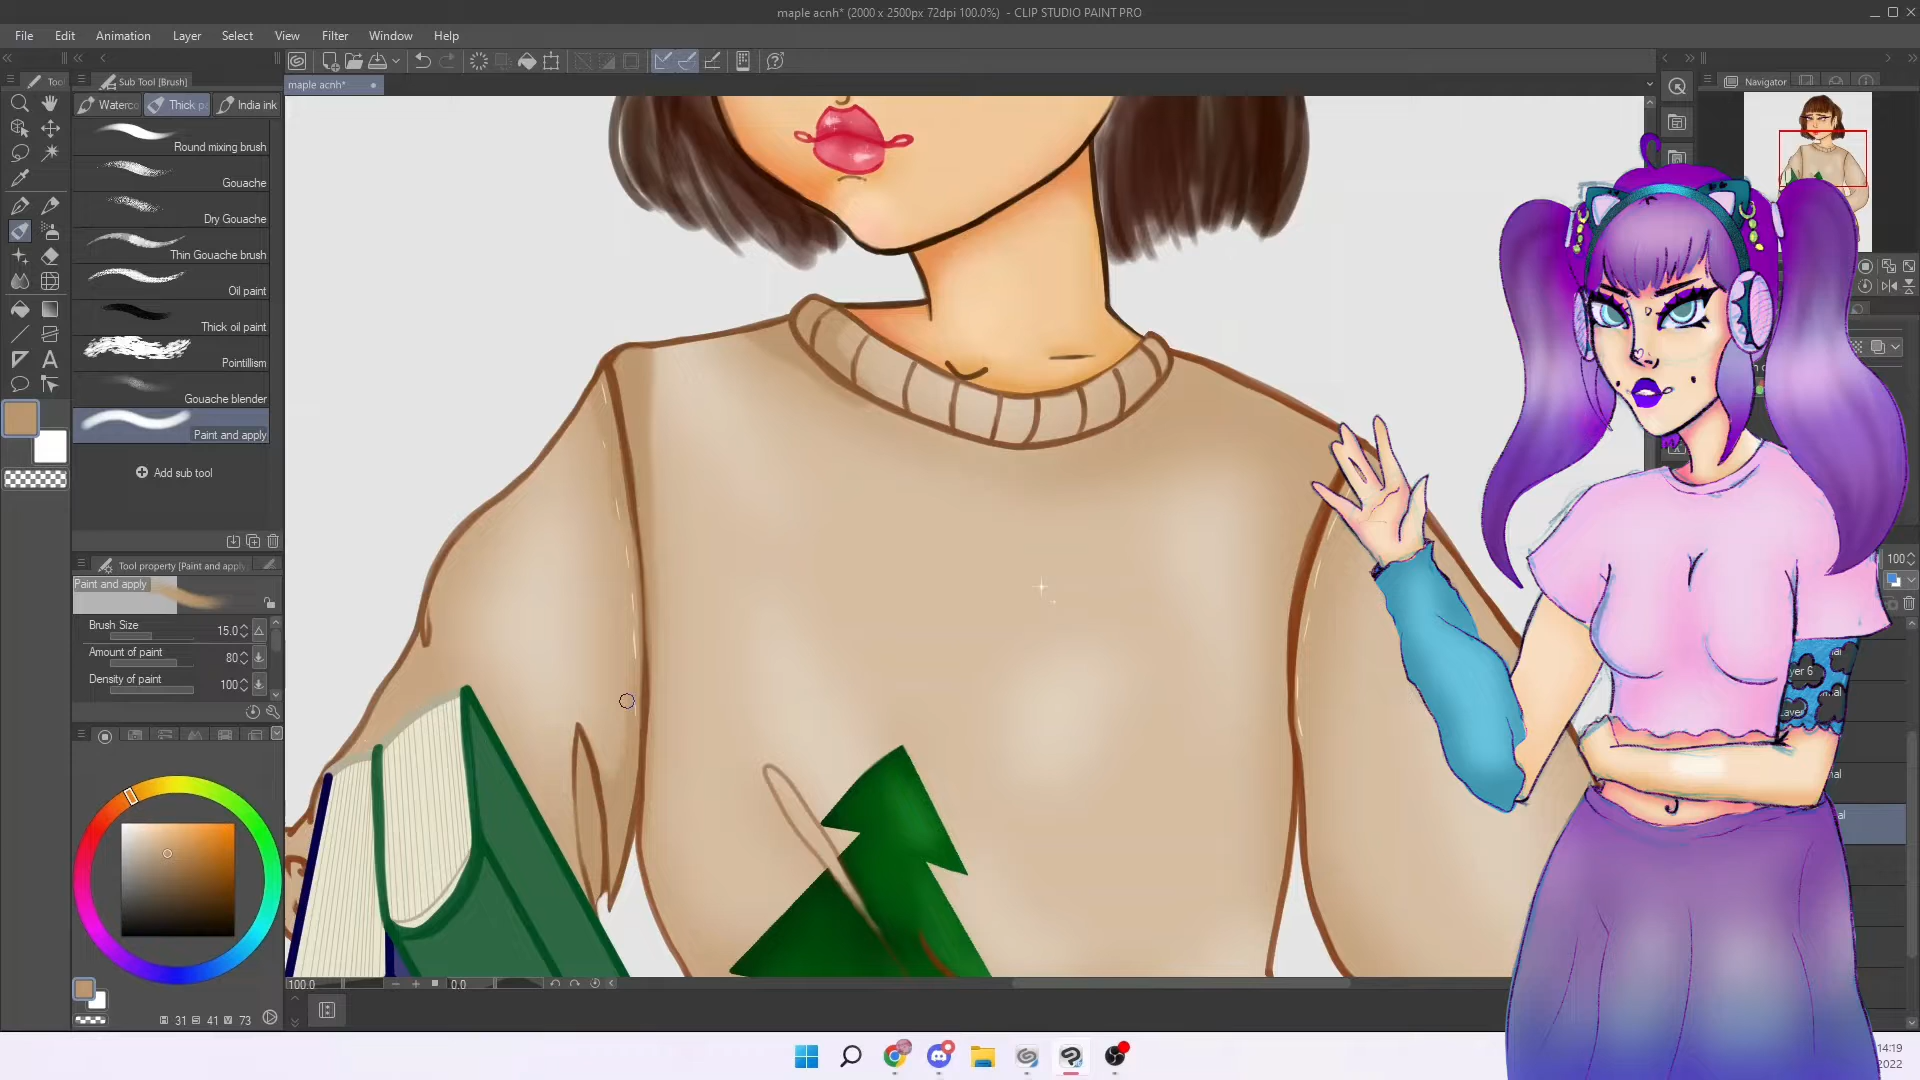 maple acnh* (2000 x 2500px 72dpi 100.0%) - CLIP STUDIO PAINT PRO
File Edit Animation Layer Select View Filter Window Help
Sub Tool [Brush]
Navigator
maple acnh*
Waterco Thick pa India ink
Round mixing brush
Gouache
Dry Gouache
Thin Gouache brush
Oil paint
Thick oil paint
Pointillism
Gouache blender
Paint and apply
Add sub tool
Tool property [Paint and apply
Paint and apply
Brush Size 15.0
Amount of paint 80
Density of paint 100
100
yer 6
100.0 0.0
31 41 73
14:19
2022